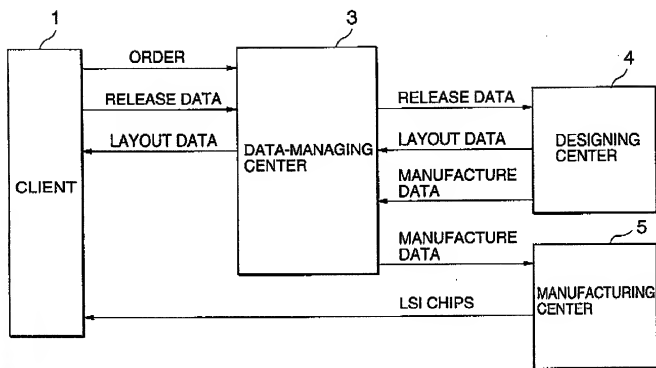 1
3
4
ORDER
RELEASE DATA
LAYOUT DATA
CLIENT
DATA-MANAGING
CENTER
RELEASE DATA
LAYOUT DATA
MANUFACTURE
DATA
MANUFACTURE
DATA
DESIGNING
CENTER
5
LSI CHIPS
MANUFACTURING
CENTER